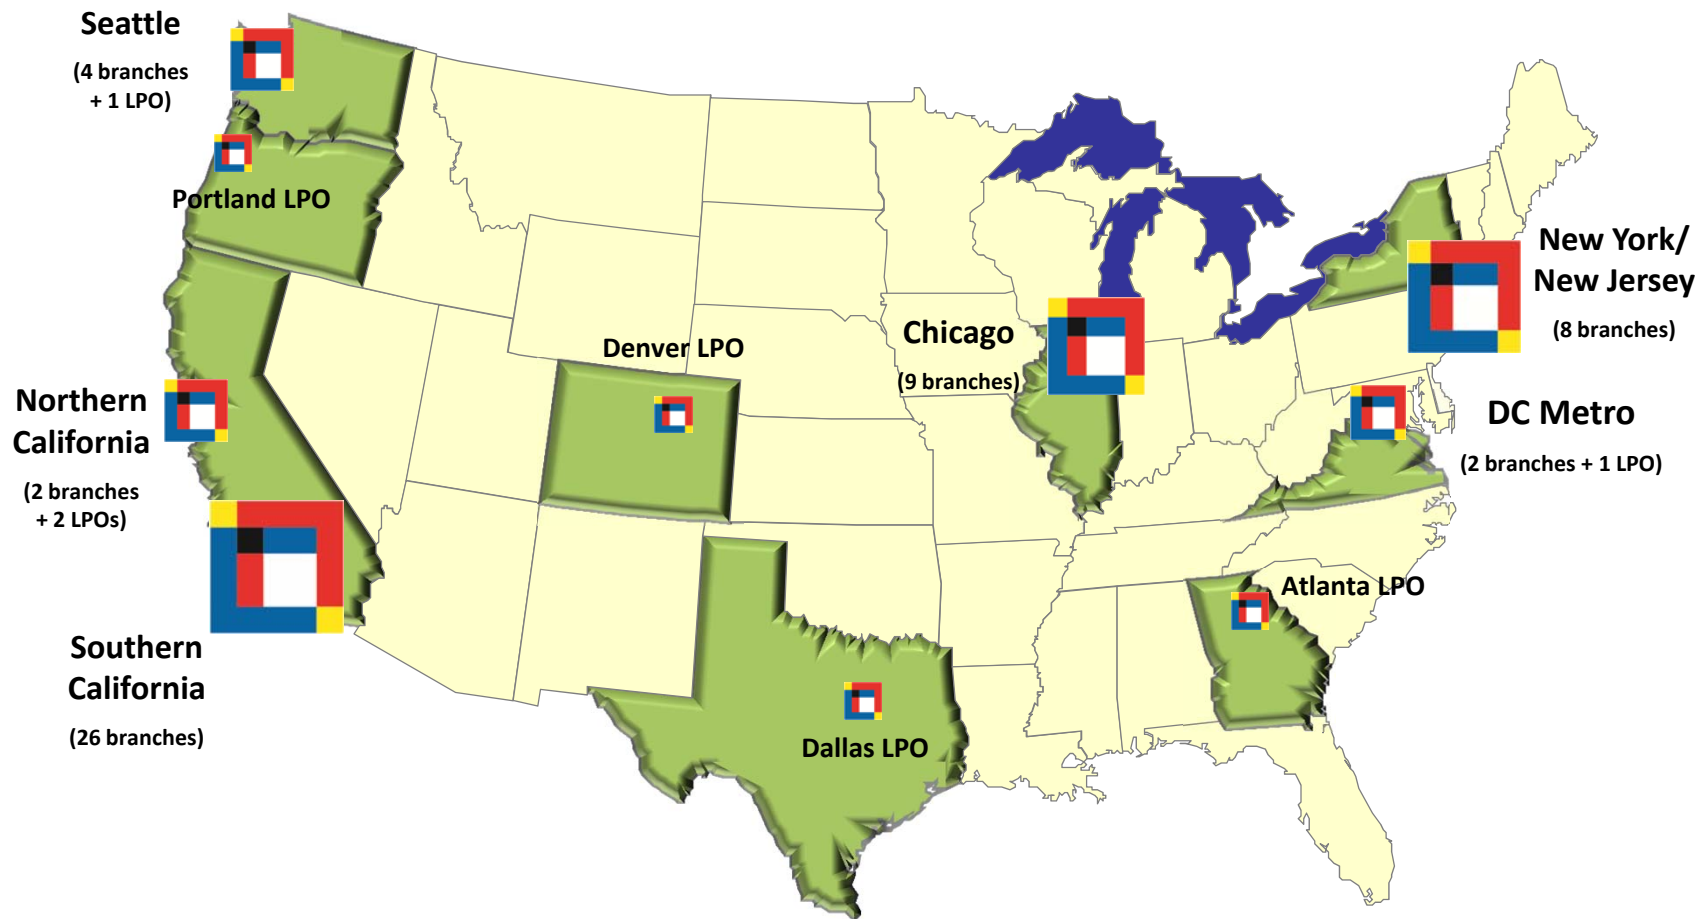 Seattle
(4 branches
+ 1 LPO)
Portland LPO
Northern
California
(2 branches
+ 2 LPOs)
Southern
California
(26 branches)
Denver LPO
Dallas LPO
Chicago
(9 branches)
New York/
New Jersey
(8 branches)
DC Metro
(2 branches + 1 LPO)
Atlanta LPO